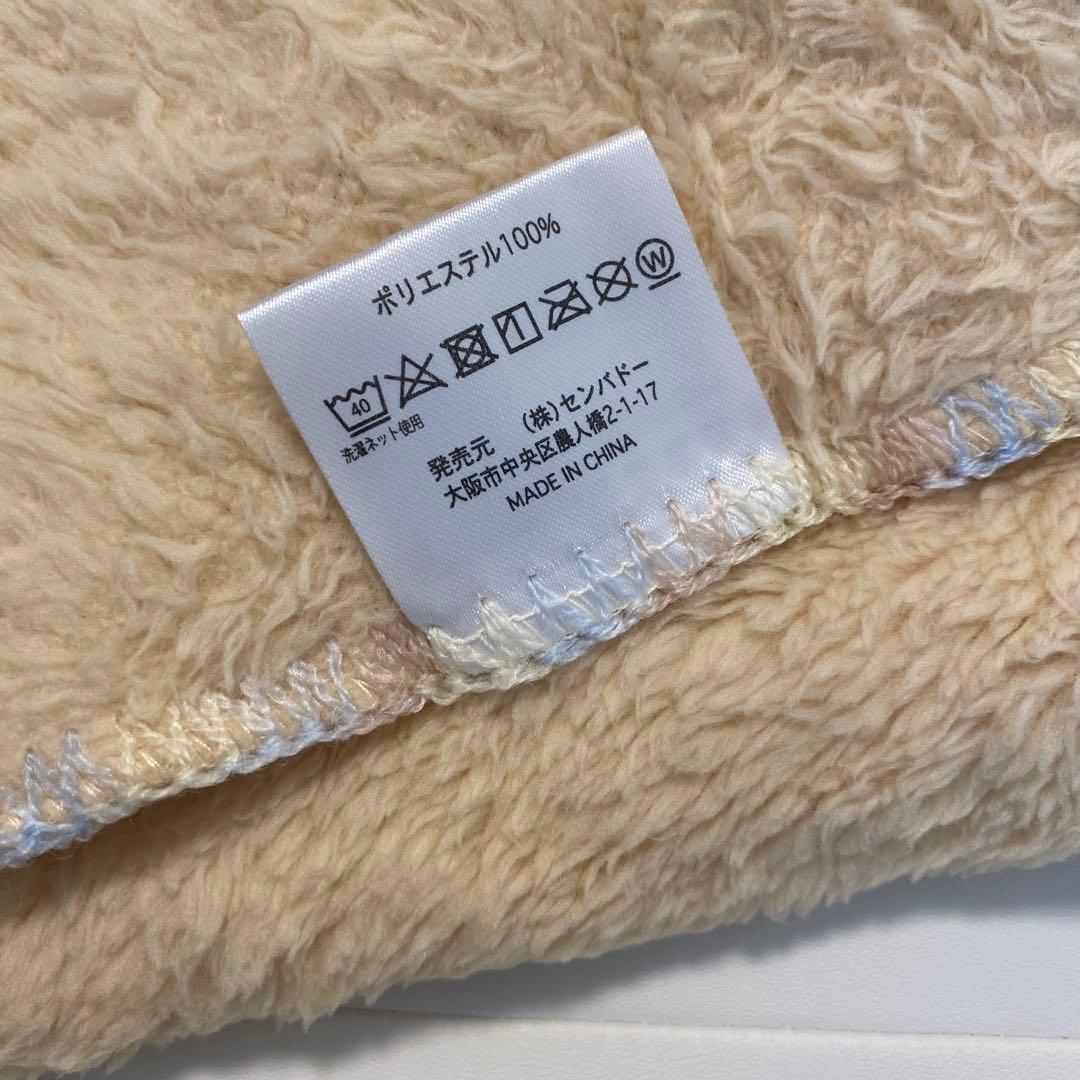 ポリエステル100%
40
W
洗濯ネット使用
発売元　(株)センバドー
大阪市中央区農人橋2-1-17
MADE IN CHINA